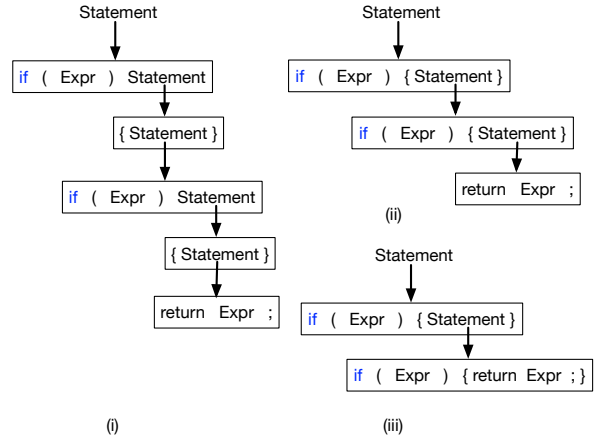 Statement
if ( Expr ) Statement
{ Statement }
if ( Expr ) Statement
{ Statement }
return Expr ;
(i)
Statement
if ( Expr ) { Statement }
if ( Expr ) { Statement }
return Expr ;
(ii)
Statement
if ( Expr ) { Statement }
if ( Expr ) { return Expr ; }
(iii)